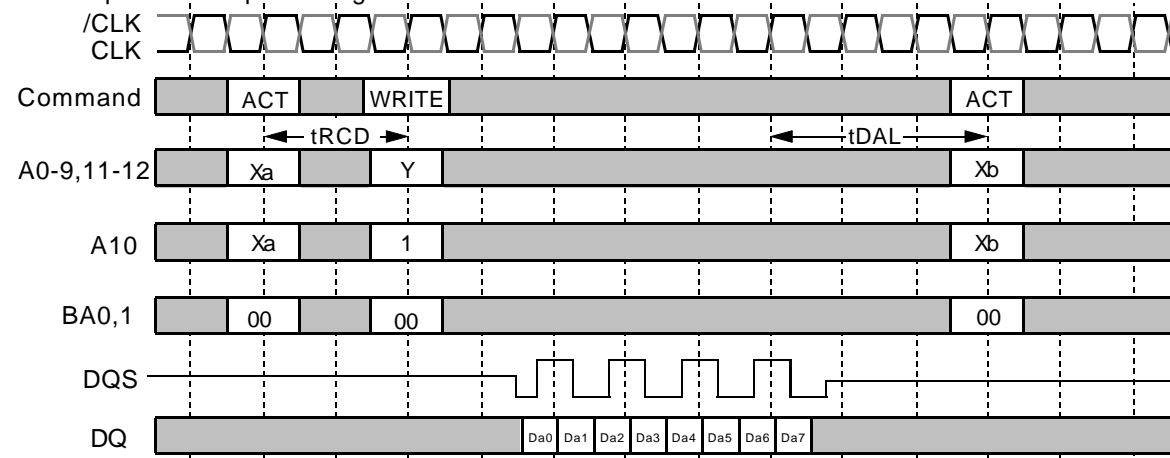 /CLK
CLK
Command ACT WRITE ACT
tRCD tDAL
A0-9,11-12 Xa Y Xb
A10 Xa 1 Xb
BA0,1 00 00 00
DQS
DQ Da0 Da1 Da2 Da3 Da4 Da5 Da6 Da7